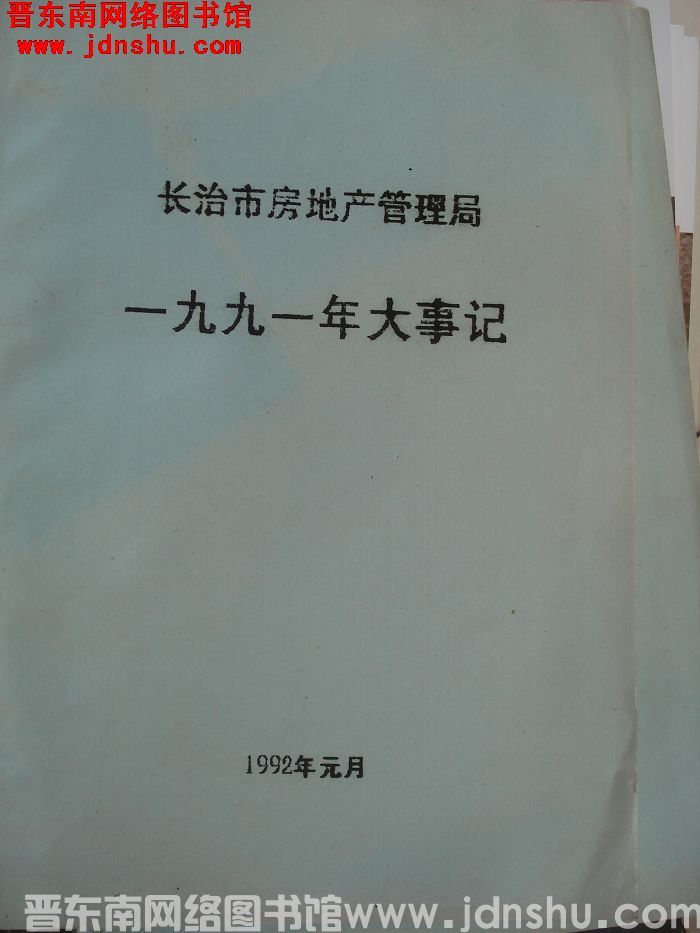 晋东南网络图书馆
www.jdnshu.com
长治市房地产管理局
一九九一年大事记
1992年元月
晋东南网络图书馆www.jdnshu.com